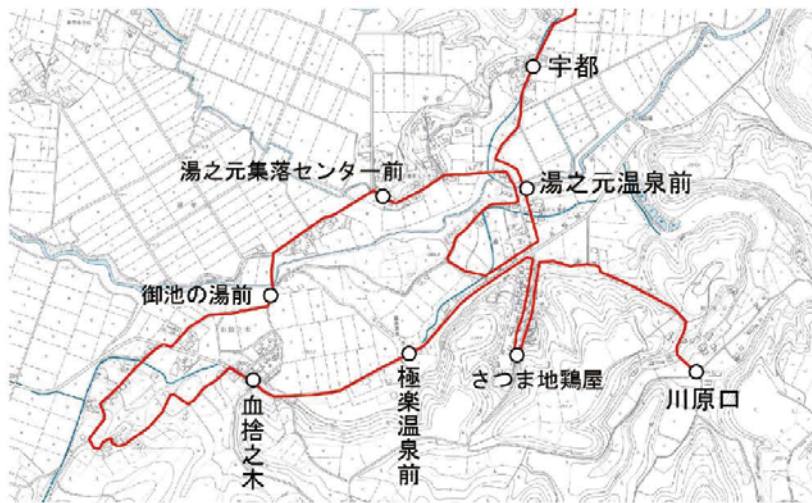 宇都
湯之元集落センター前
湯之元温泉前
御池の湯前
血捨之木
極楽温泉前
さつま地鶏屋
川原口